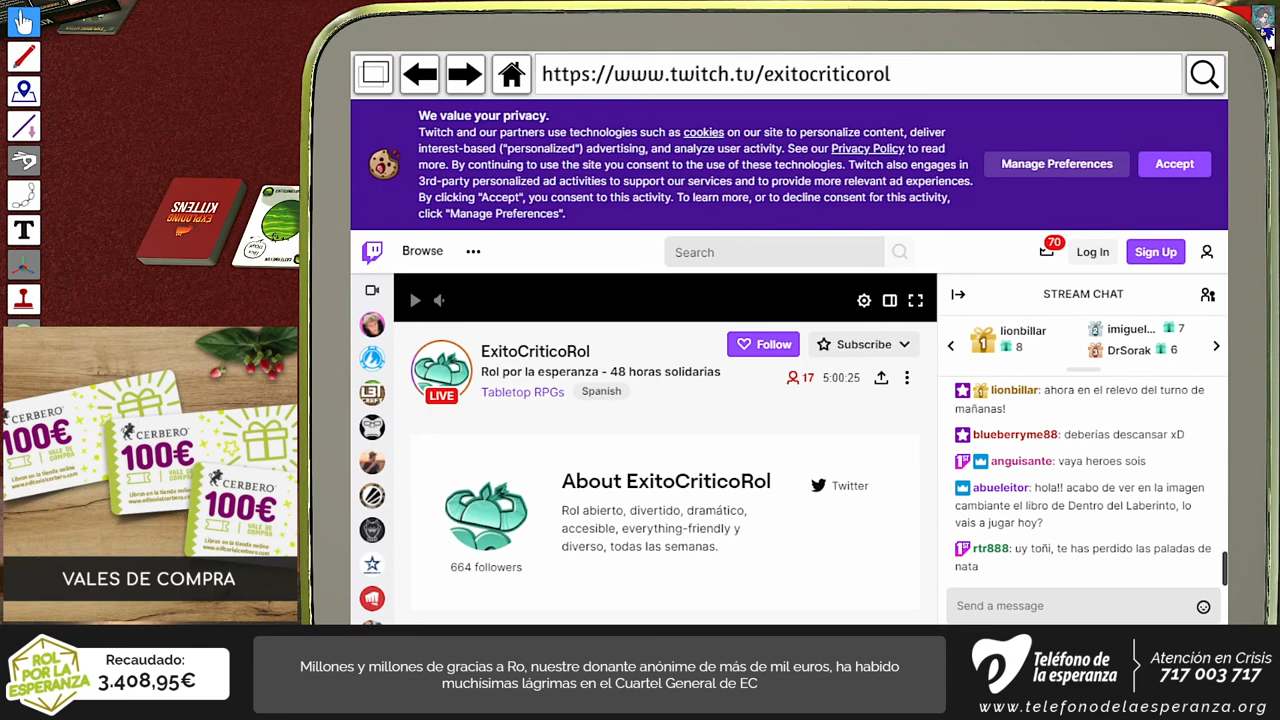 https://www.twitch.tv/exitocriticorol
We value your privacy.
Twitch and our partners use technologies such as cookies on our site to personalize content, deliver
interest-based ("personalized") advertising, and analyze user activity. See our Privacy Policy to read
more. By continuing to use the site you consent to the use of these technologies. Twitch also engages in
3rd-party personalized ad activities to support our services and to provide more relevant ad experiences.
By clicking "Accept", you consent to this activity. To learn more, or to decline consent for this activity,
click "Manage Preferences".
Manage Preferences
Accept
EXPLODING
KITTENS
T
Browse
Search
70
Log In
Sign Up
STREAM CHAT
1
lionbillar
8
imiguel... 7
DrSorak 6
ExitoCriticoRol
Rol por la esperanza - 48 horas solidarias
Tabletop RPGs
Spanish
LIVE
Follow
Subscribe
17
5:00:25
About ExitoCriticoRol
Rol abierto, divertido, dramático,
accesible, everything-friendly y
diverso, todas las semanas.
664 followers
Twitter
lionbillar: ahora en el relevo del turno de
mañanas!
blueberryme88: deberias descansar xD
anguisante: vaya heroes sois
abueleitor: hola!! acabo de ver en la imagen
cambiante el libro de Dentro del Laberinto, lo
vais a jugar hoy?
rtr888: uy toñi, te has perdido las paladas de
nata
Send a message
CERBERO
100€
VALE DE
COMPRA
CERBERO
100€
VALE DE
COMPRA
CERBERO
100€
VALE DE
COMPRA
VALES DE COMPRA
ROL
POR LA
ESPERANZA
Recaudado:
3.408,95€
Millones y millones de gracias a Ro, nuestre donante anónime de más de mil euros, ha habido
muchísimas lágrimas en el Cuartel General de EC
Teléfono de
la esperanza
Atención en Crisis
717 003 717
www.telefonodelaesperanza.org